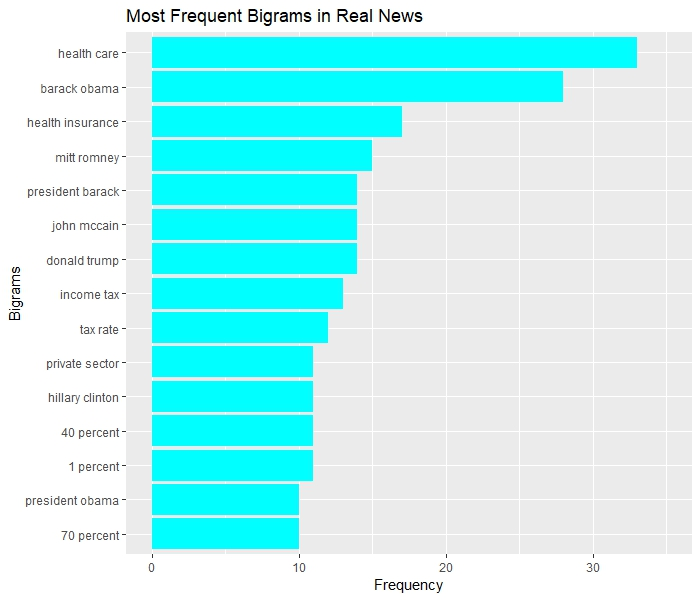 Most Frequent Bigrams in Real News
health care
barack obama
health insurance
mitt romney
president barack
john mccain
donald trump
income tax
tax rate
private sector
hillary clinton
40 percent
1 percent
president obama
70 percent
Bigrams
0 10 20 30
Frequency